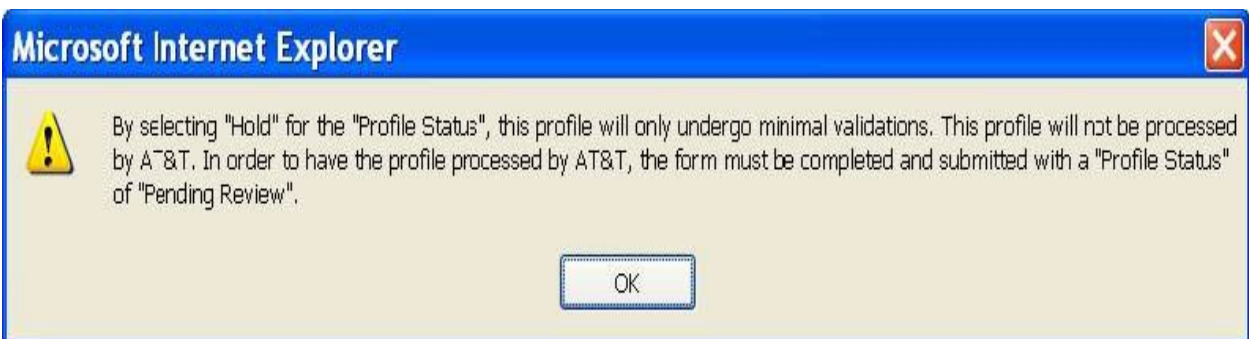 Microsoft Internet Explorer
By selecting "Hold" for the "Profile Status", this profile will only undergo minimal validations. This profile will not be processed
by AT&T. In order to have the profile processed by AT&T, the form must be completed and submitted with a "Profile Status"
of "Pending Review".
OK